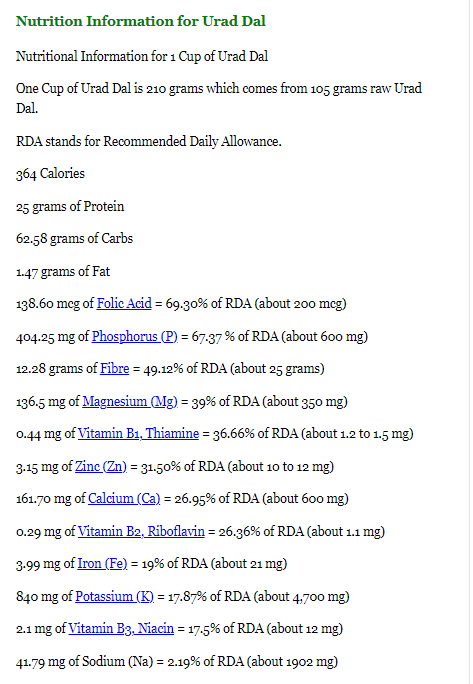 Nutrition Information for Urad Dal
Nutritional Information for 1 Cup of Urad Dal
One Cup of Urad Dal is 210 grams which comes from 105 grams raw Urad
Dal.
RDA stands for Recommended Daily Allowance.
364 Calories
25 grams of Protein
62.58 grams of Carbs
1.47 grams of Fat
138.60 mcg of Folic Acid = 69.30% of RDA (about 200 mcg)
404.25 mg of Phosphorus (P) = 67.37 % of RDA (about 600 mg)
12.28 grams of Fibre = 49.12% of RDA (about 25 grams)
136.5 mg of Magnesium (Mg) = 39% of RDA (about 350 mg)
0.44 mg of Vitamin B1, Thiamine = 36.66% of RDA (about 1.2 to 1.5 mg)
3.15 mg of Zinc (Zn) = 31.50% of RDA (about 10 to 12 mg)
161.70 mg of Calcium (Ca) = 26.95% of RDA (about 600 mg)
0.29 mg of Vitamin B2, Riboflavin = 26.36% of RDA (about 1.1 mg)
3.99 mg of Iron (Fe) = 19% of RDA (about 21 mg)
840 mg of Potassium (K) = 17.87% of RDA (about 4,700 mg)
2.1 mg of Vitamin B3, Niacin = 17.5% of RDA (about 12 mg)
41.79 mg of Sodium (Na) = 2.19% of RDA (about 1902 mg)